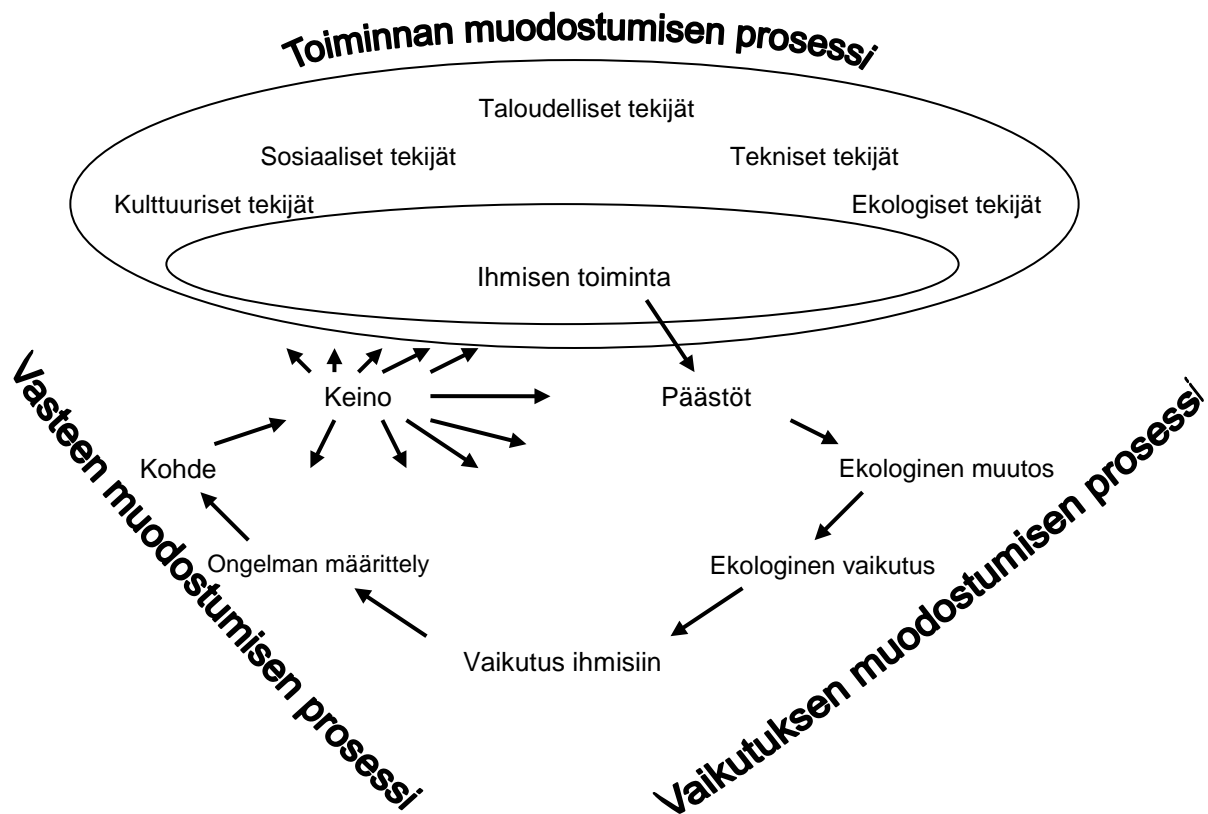 Toiminnan muodostumisen prosessi
Taloudelliset tekijät
Sosiaaliset tekijät
Tekniset tekijät
Kulttuuriset tekijät
Ekologiset tekijät
Ihmisen toiminta
Keino
Päästöt
Kohde
Ekologinen muutos
Ongelman määrittely
Ekologinen vaikutus
Vaikutus ihmisiin
Vasteen muodostumisen prosessi
Vaikutuksen muodostumisen prosessi